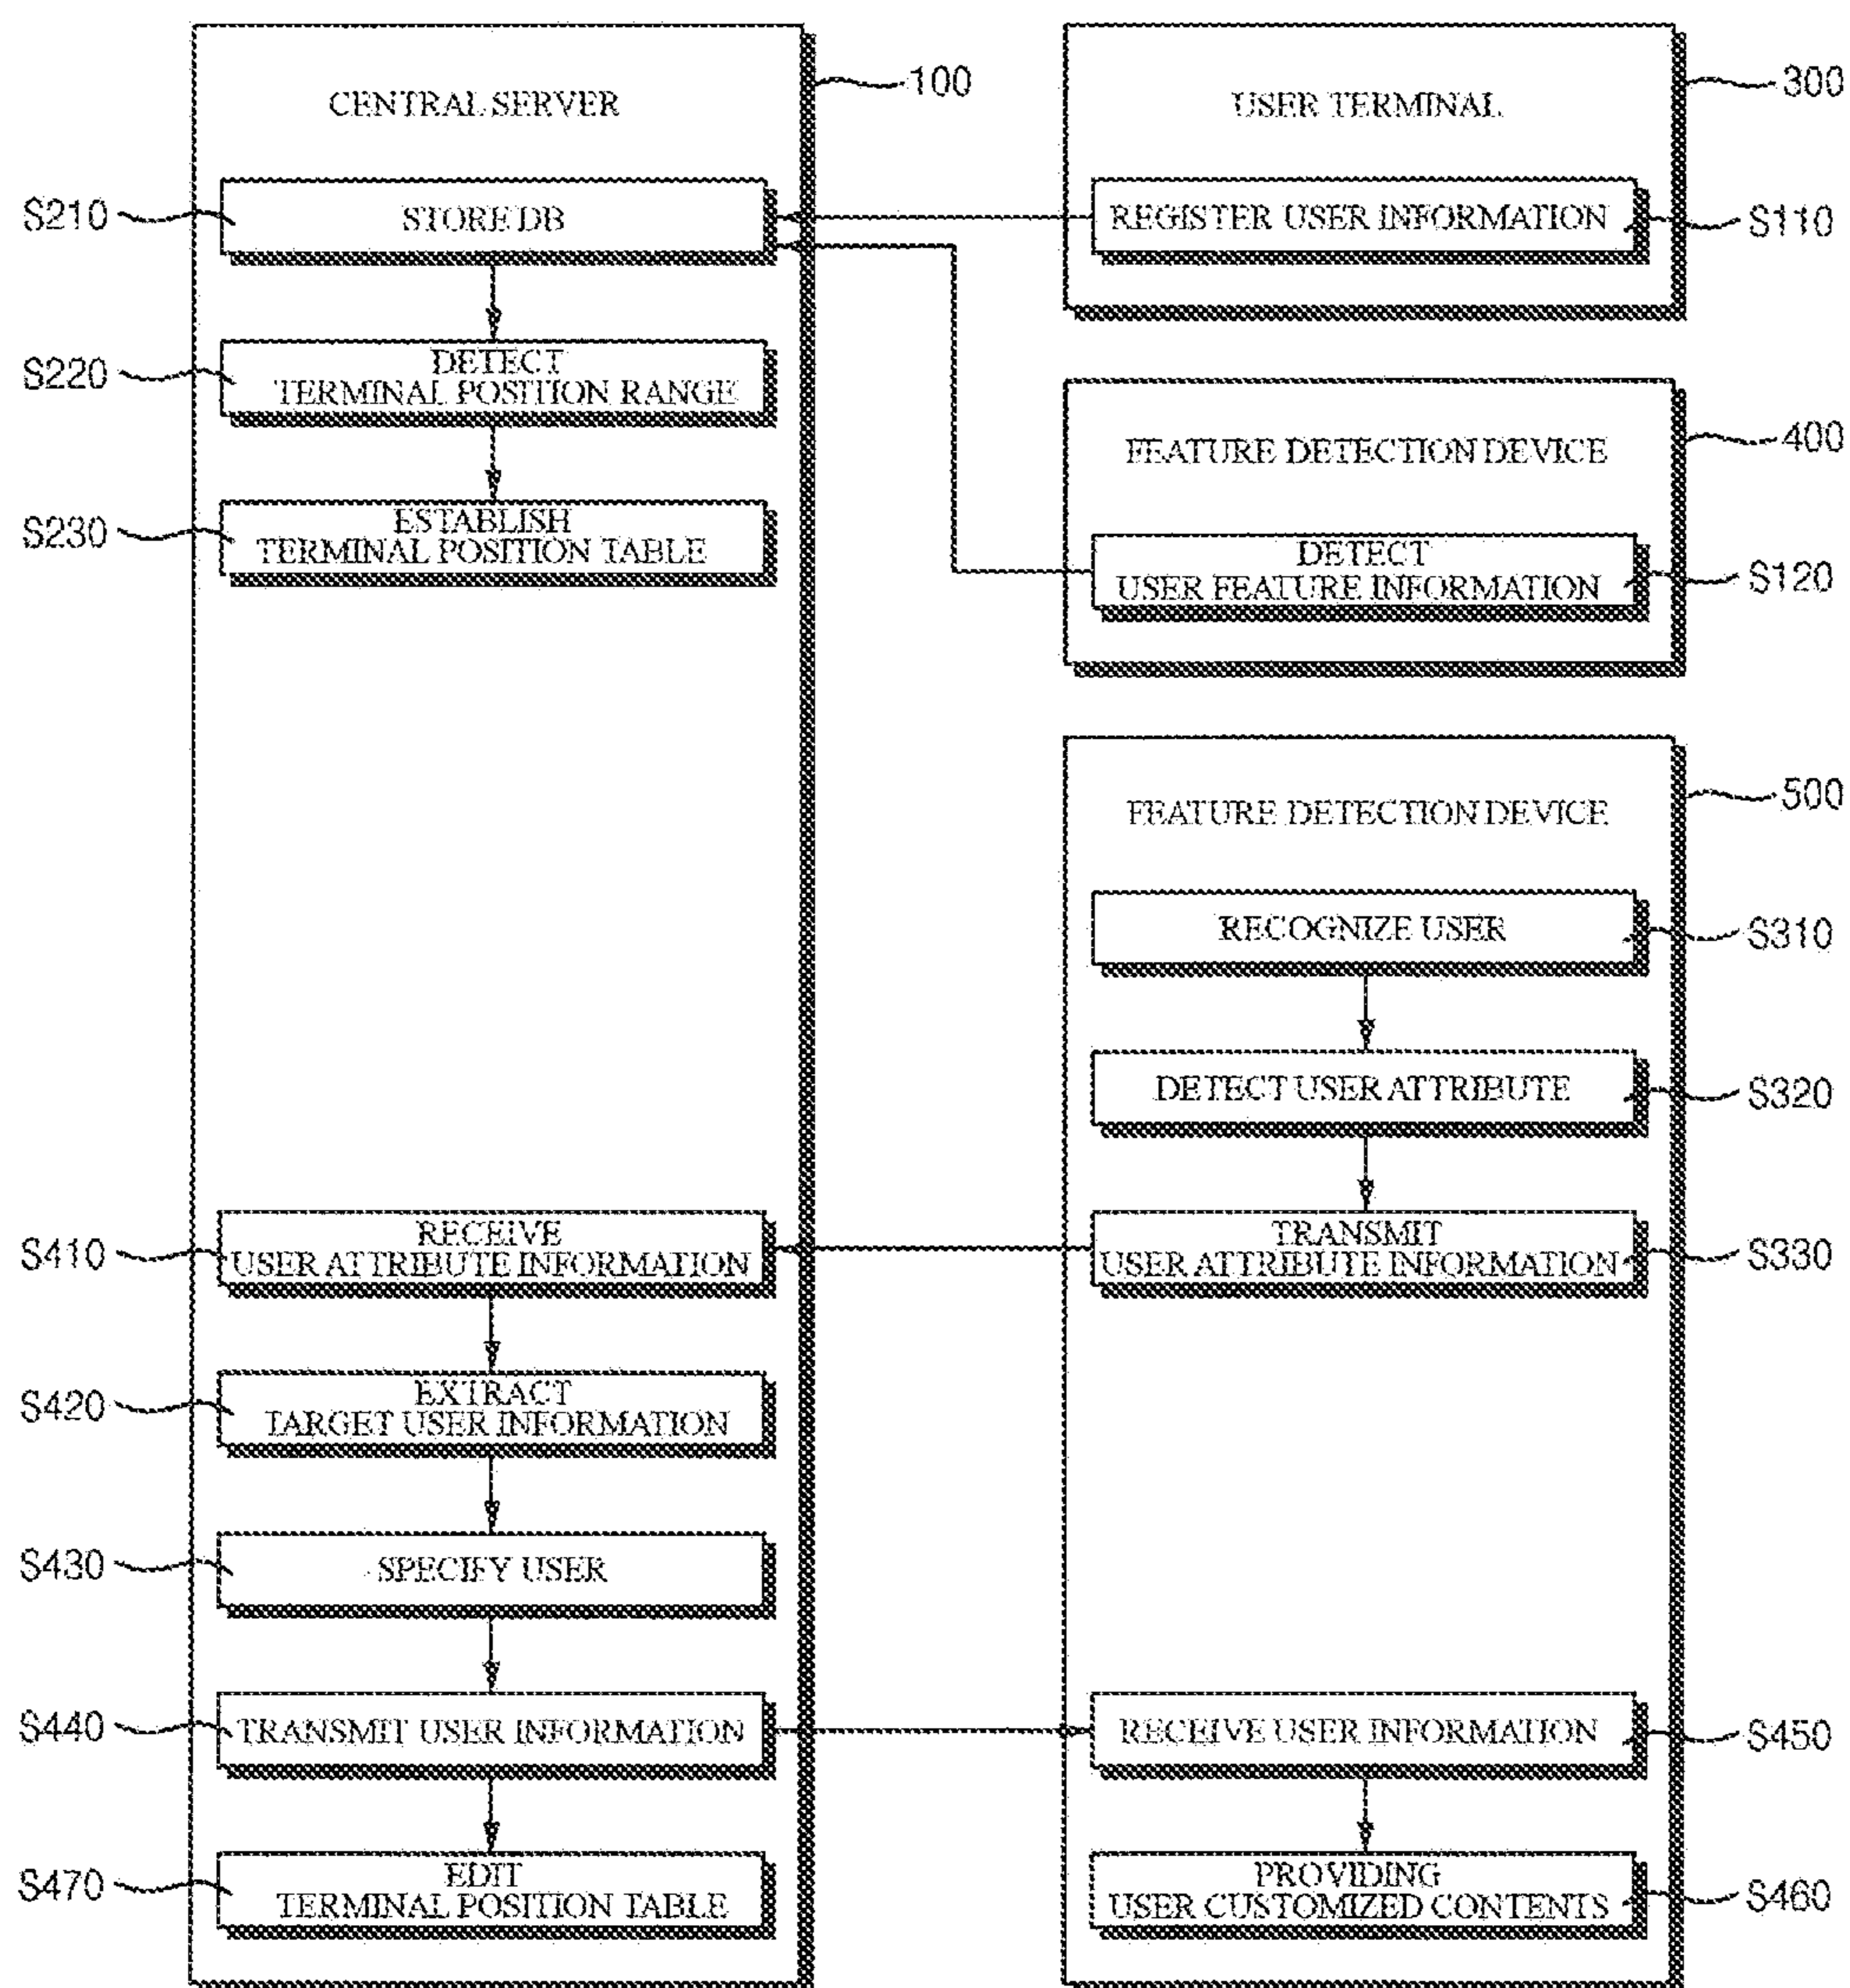 CENTRAL SERVER
100
S210
STORE DB
S220
DETECT
TERMINAL POSITION RANGE
S230
ESTABLISH
TERMINAL POSITION TABLE
S410
RECEIVE
USER ATTRIBUTE INFORMATION
S420
EXTRACT
TARGET USER INFORMATION
S430
SPECIFY USER
S440
TRANSMIT USER INFORMATION
S470
EDIT
TERMINAL POSITION TABLE
USER TERMINAL
300
REGISTER USER INFORMATION
S110
FEATURE DETECTION DEVICE
400
DETECT
USER FEATURE INFORMATION
S120
FEATURE DETECTION DEVICE
500
RECOGNIZE USER
S310
DETECT USER ATTRIBUTE
S320
TRANSMIT
USER ATTRIBUTE INFORMATION
S330
RECEIVE USER INFORMATION
S450
PROVIDING
USER CUSTOMIZED CONTENTS
S460